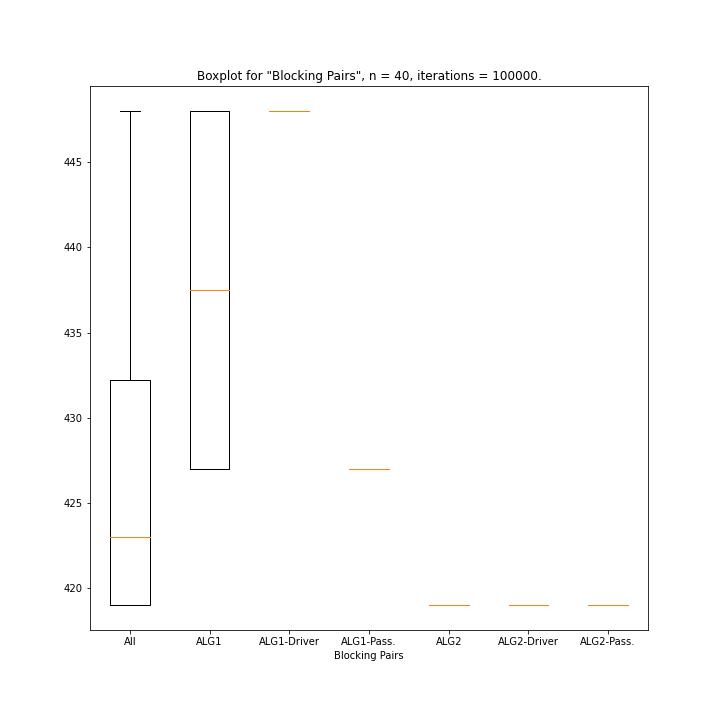 Boxplot for "Blocking Pairs", n = 40, iterations = 100000.
445
440
435
430
425
420
All ALG1 ALG1-Driver ALG1-Pass. ALG2 ALG2-Driver ALG2-Pass.
Blocking Pairs